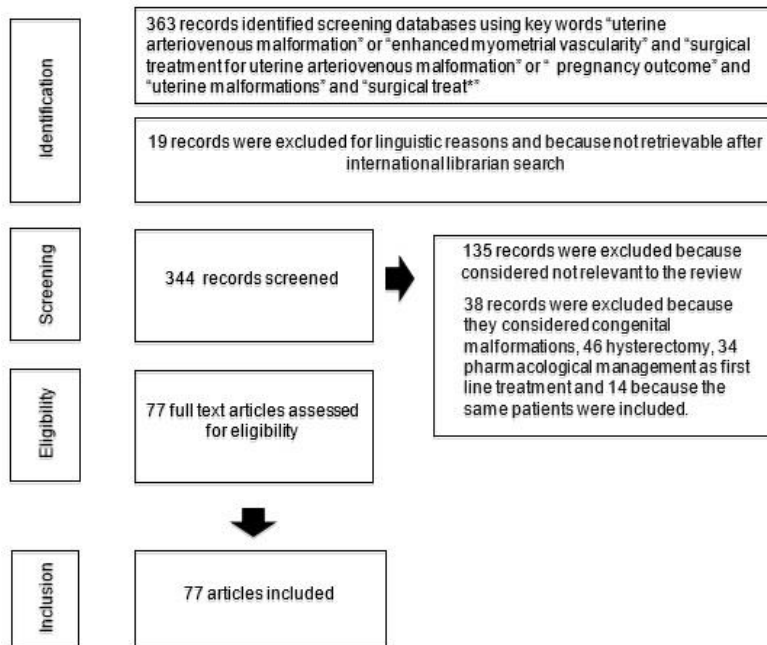 Identification
363 records identified screening databases using key words “uterine
arteriovenous malformation” or “enhanced myometrial vascularity” and “surgical
treatment for uterine arteriovenous malformation” or “ pregnancy outcome” and
“uterine malformations” and “surgical treat*”
19 records were excluded for linguistic reasons and because not retrievable after
international librarian search
Screening
344 records screened
135 records were excluded because
considered not relevant to the review
38 records were excluded because
they considered congenital
malformations, 46 hysterectomy, 34
pharmacological management as first
line treatment and 14 because the
same patients were included.
Eligibility
77 full text articles assessed
for eligibility
Inclusion
77 articles included